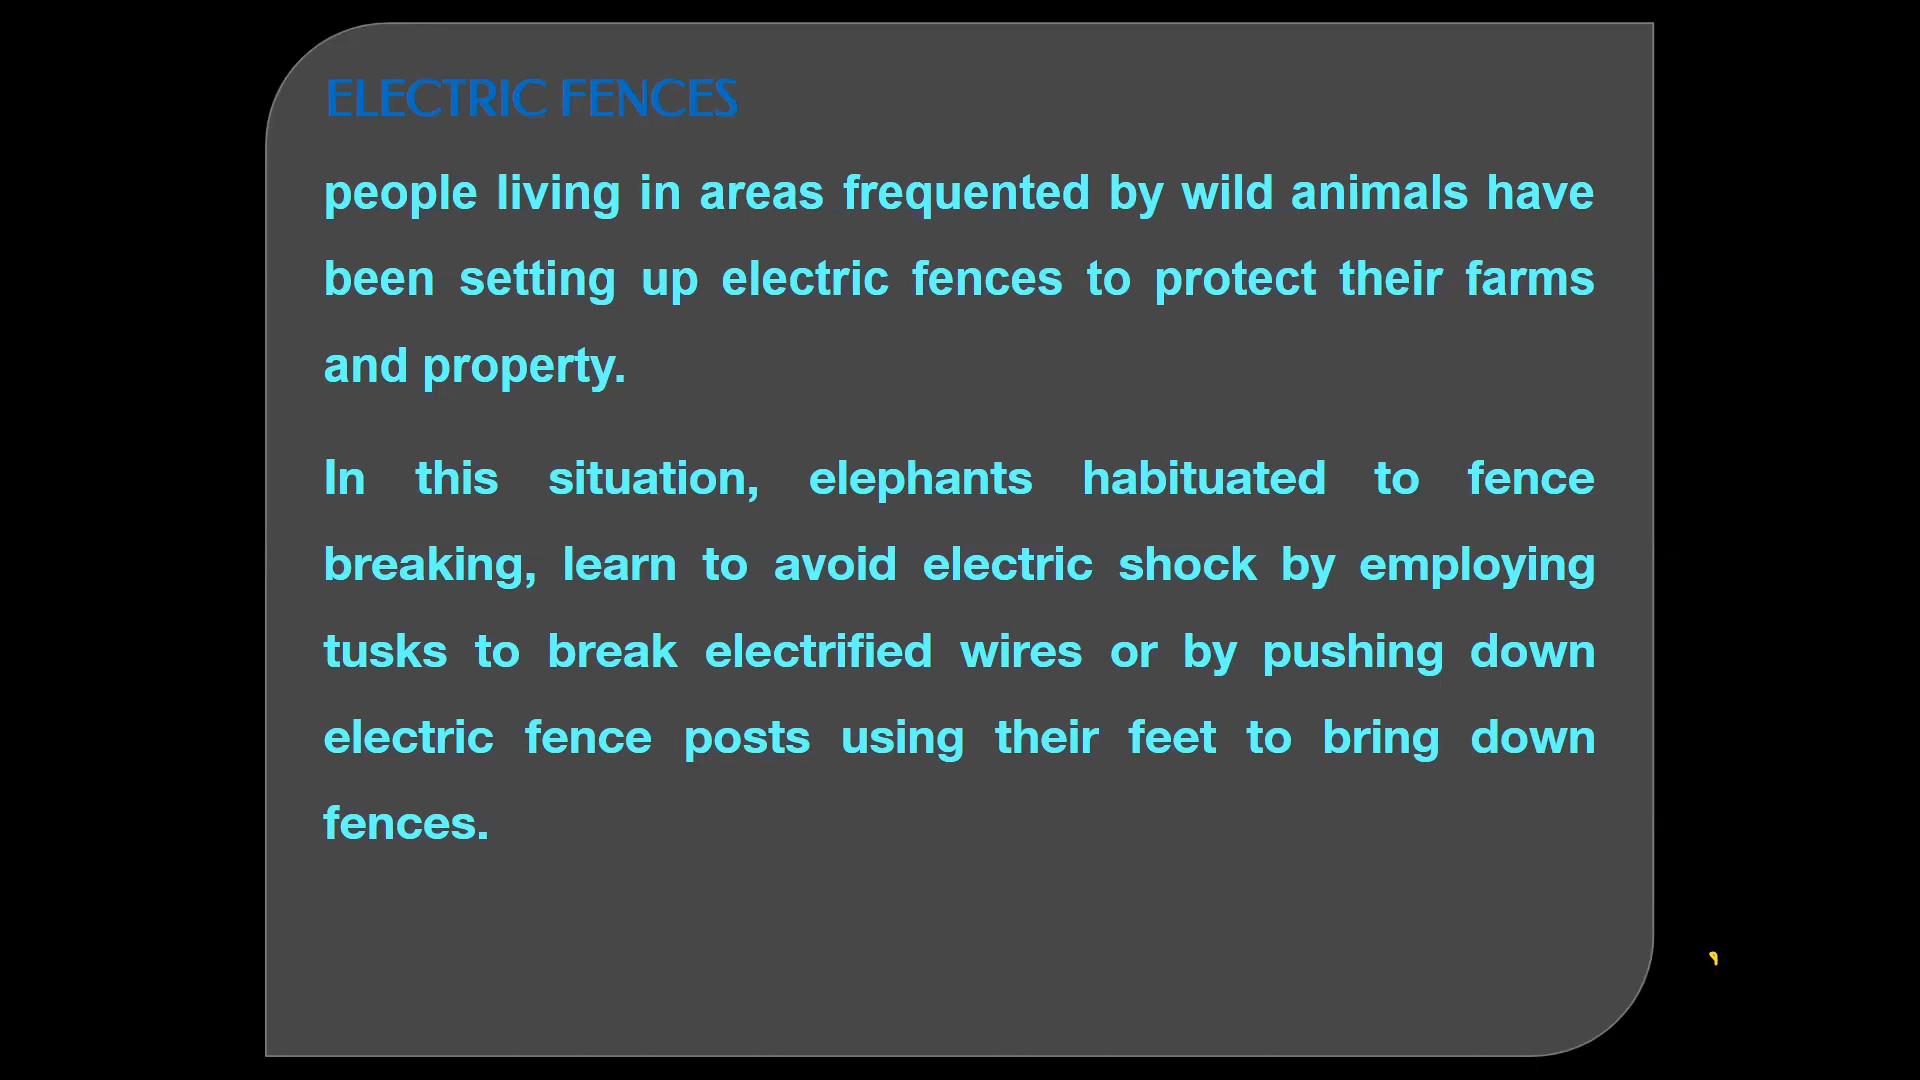 ELECTRIC FENCES
people living in areas frequented by wild animals have
been setting up electric fences to protect their farms
and property.
In this situation, elephants habituated to fence
breaking, learn to avoid electric shock by employing
tusks to break electrified wires or by pushing down
electric fence posts using their feet to bring down
fences.